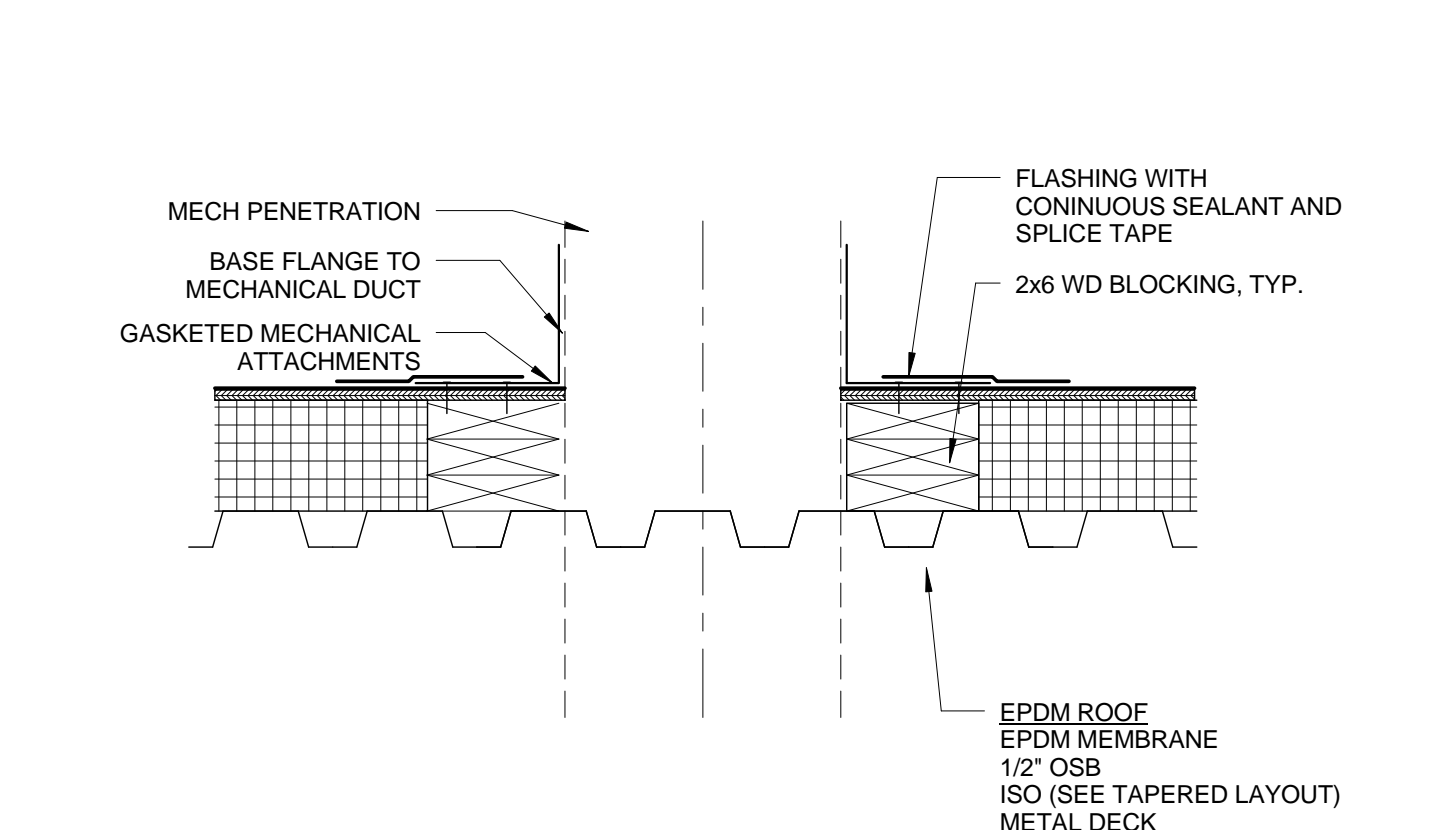 MECH PENETRATION
BASE FLANGE TO
MECHANICAL DUCT
GASKETED MECHANICAL
ATTACHMENTS
FLASHING WITH
CONINUOUS SEALANT AND
SPLICE TAPE
2x6 WD BLOCKING, TYP.
EPDM ROOF
EPDM MEMBRANE
1/2" OSB
ISO (SEE TAPERED LAYOUT)
METAL DECK